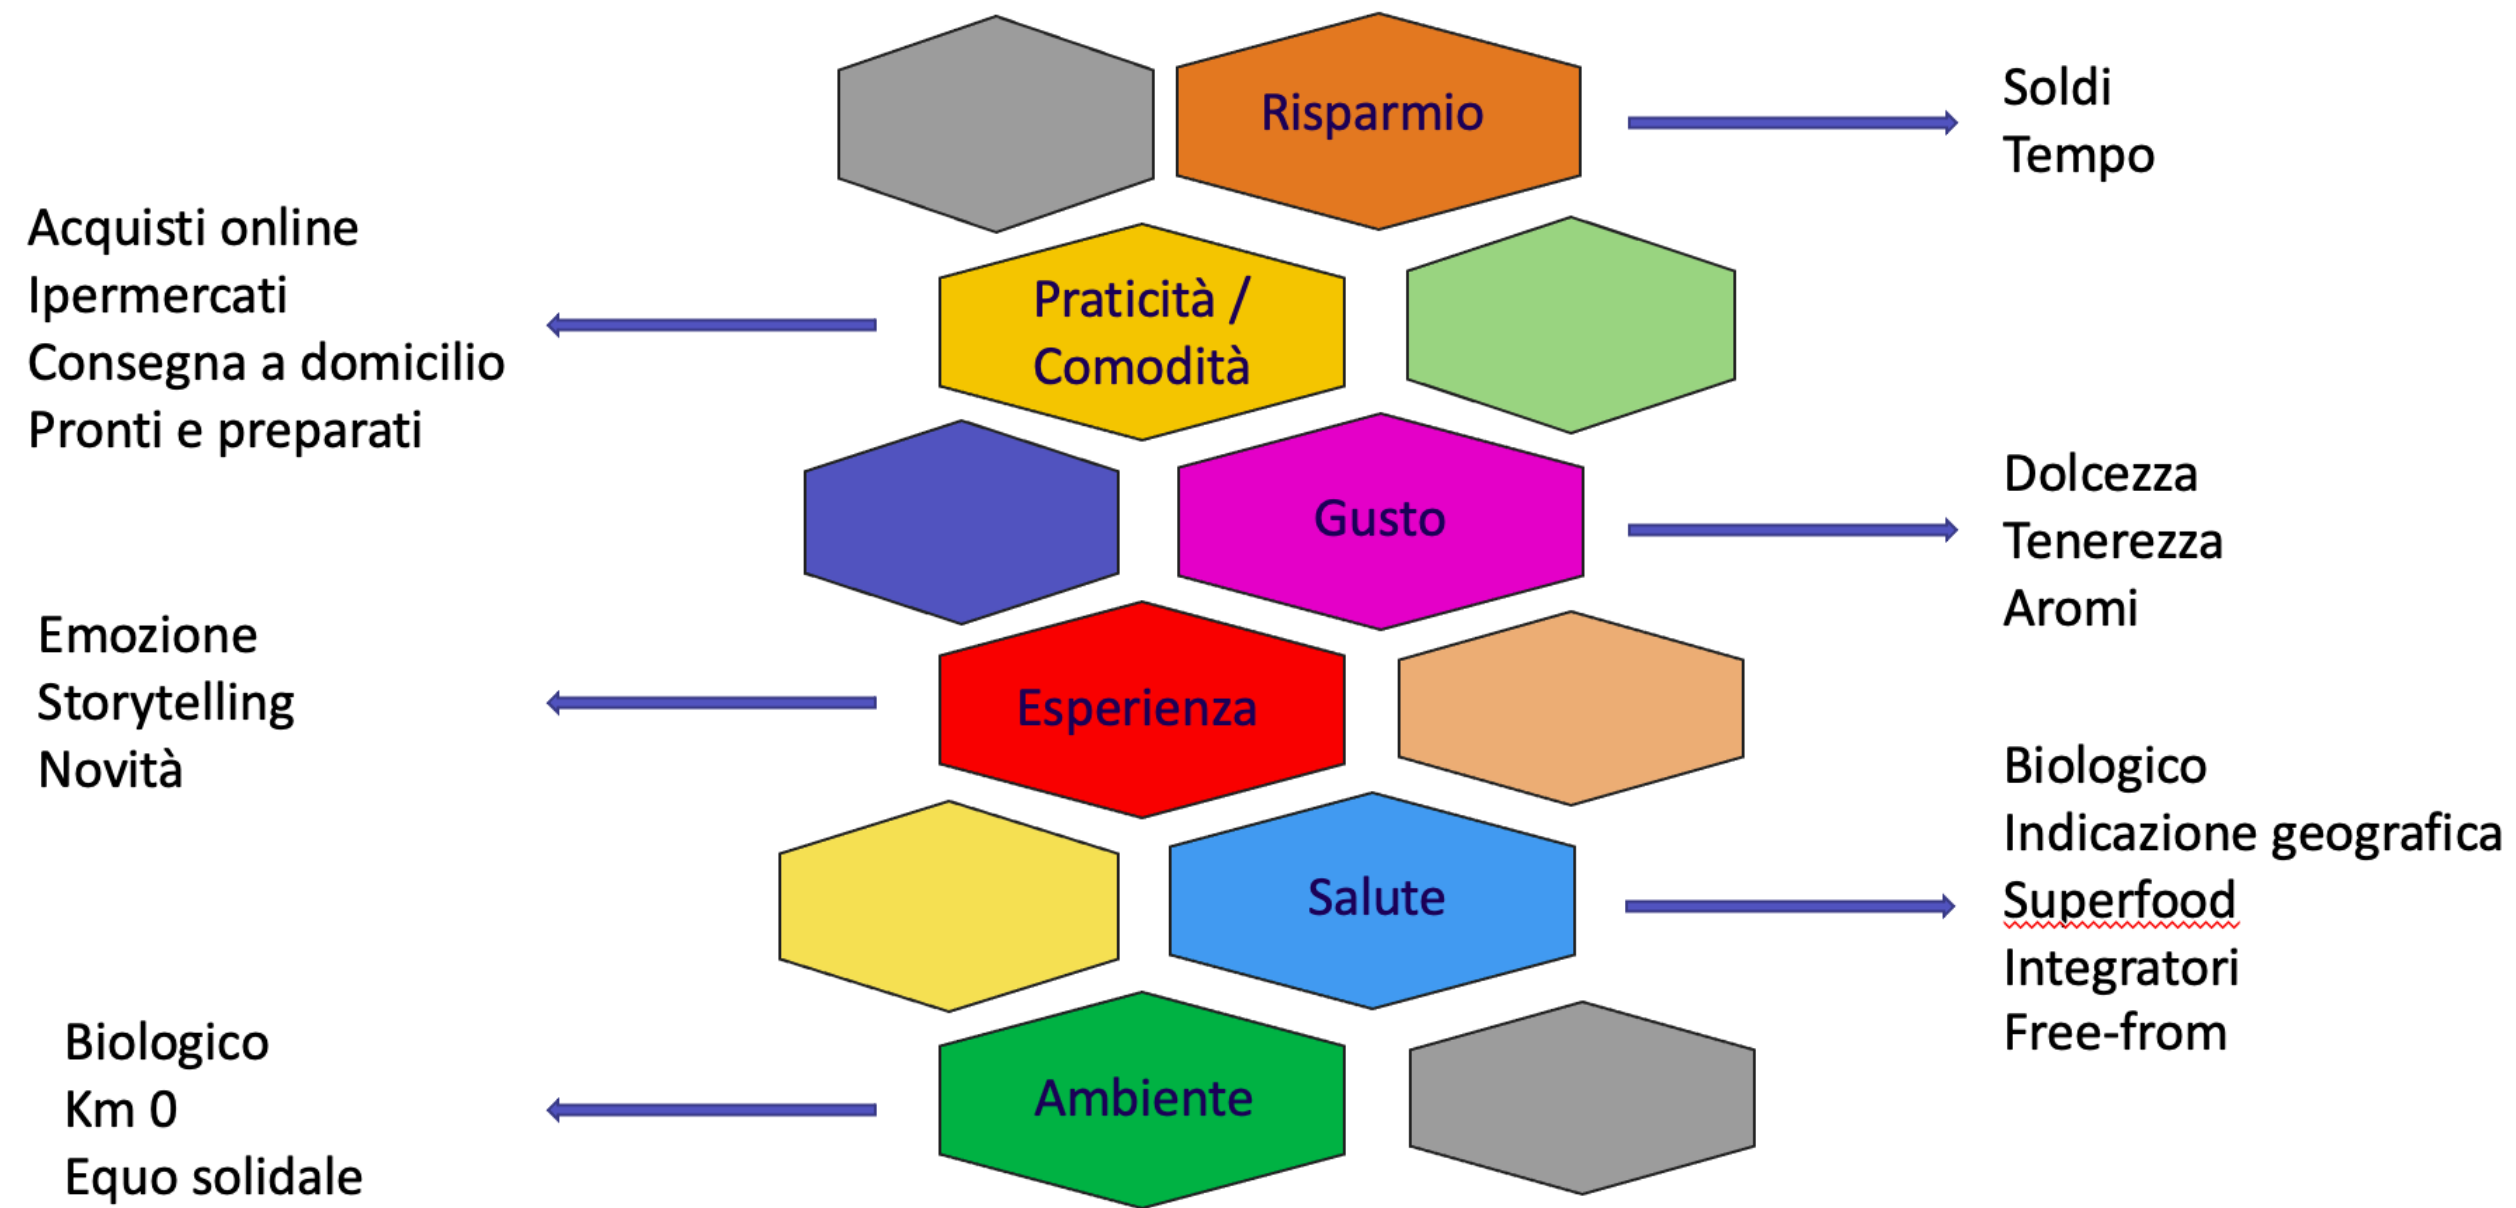 Risparmio
Soldi
Tempo
Acquisti online
Ipermercati
Consegna a domicilio
Pronti e preparati
Praticità /
Comodità
Gusto
Dolcezza
Tenerezza
Aromi
Emozione
Storytelling
Novità
Esperienza
Salute
Biologico
Indicazione geografica
Superfood
Integratori
Free-from
Biologico
Km 0
Equo solidale
Ambiente